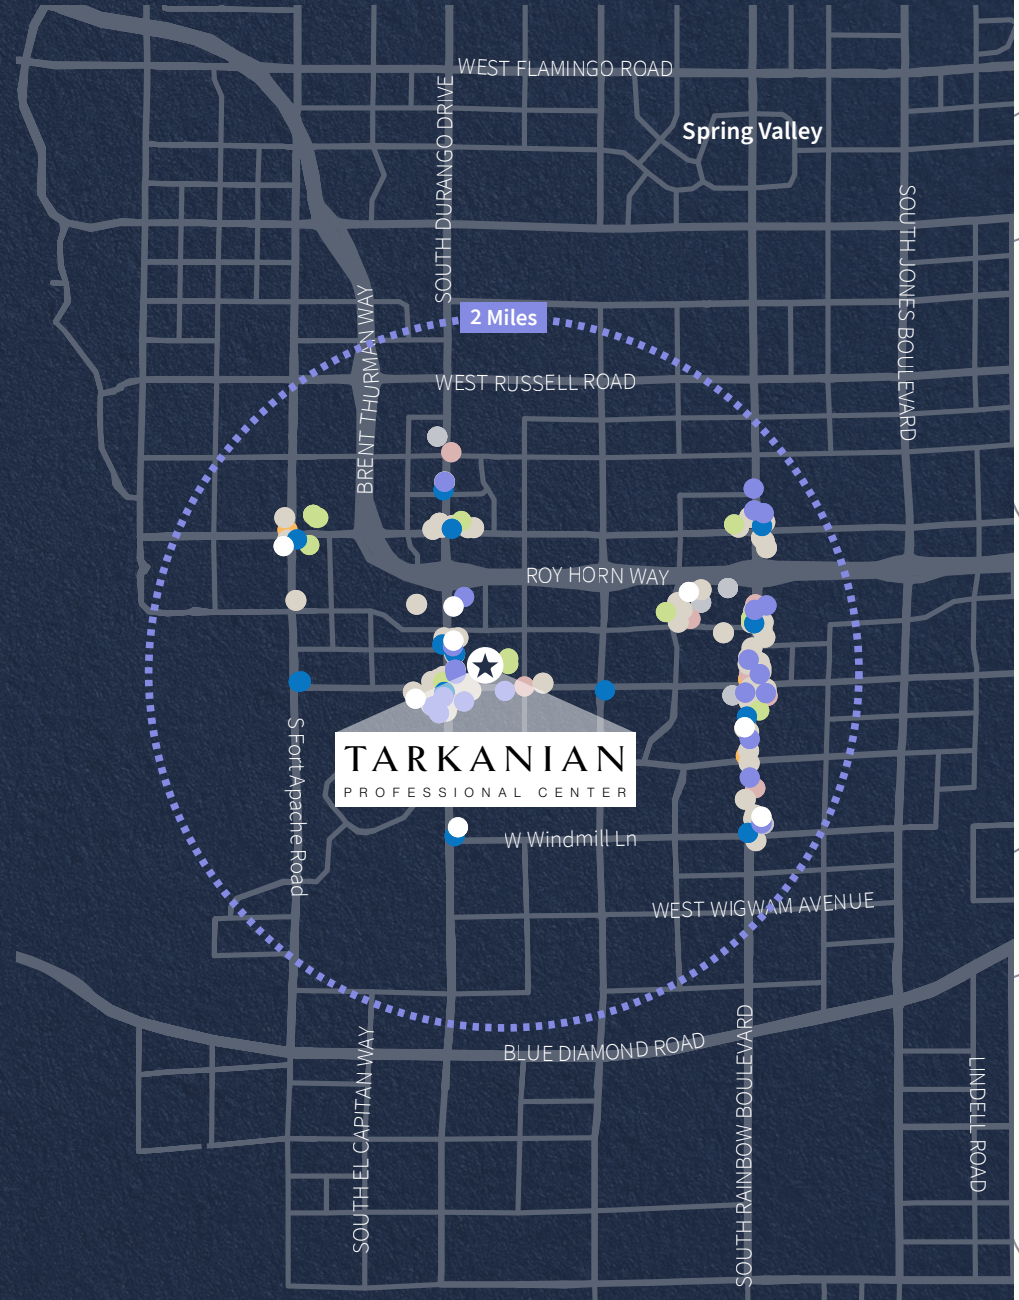 WEST FLAMINGO ROAD
Spring Valley
SOUTH DURANGO DRIVE
SOUTH JONES BOULEVARD
BRENT THURMAN WAY
2 Miles
WEST RUSSELL ROAD
ROY HORN WAY
S Fort Apache Road
TARKANIAN
PROFESSIONAL CENTER
W Windmill Ln
WEST WIGWAM AVENUE
SOUTH EL CAPITAN WAY
BLUE DIAMOND ROAD
SOUTH RAINBOW BOULEVARD
LINDELL ROAD